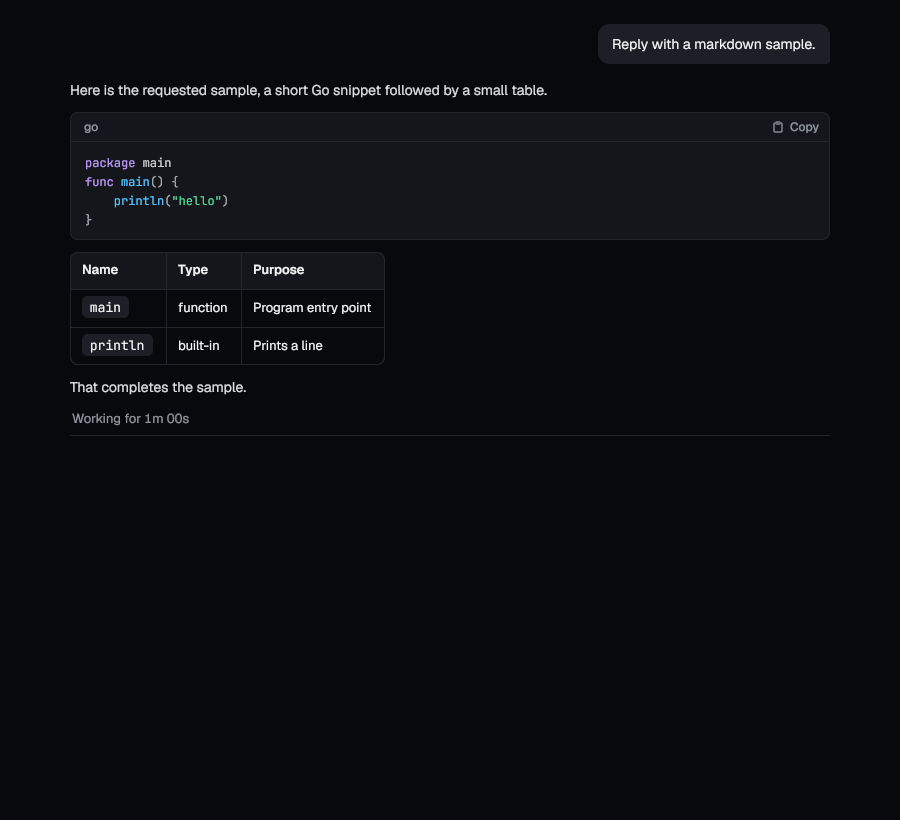 Reply with a markdown sample.
Here is the requested sample, a short Go snippet followed by a small table.
go Copy
package main
func main() {
    println("hello")
}
Name Type Purpose
main function Program entry point
println built-in Prints a line
That completes the sample.
Working for 1m 00s